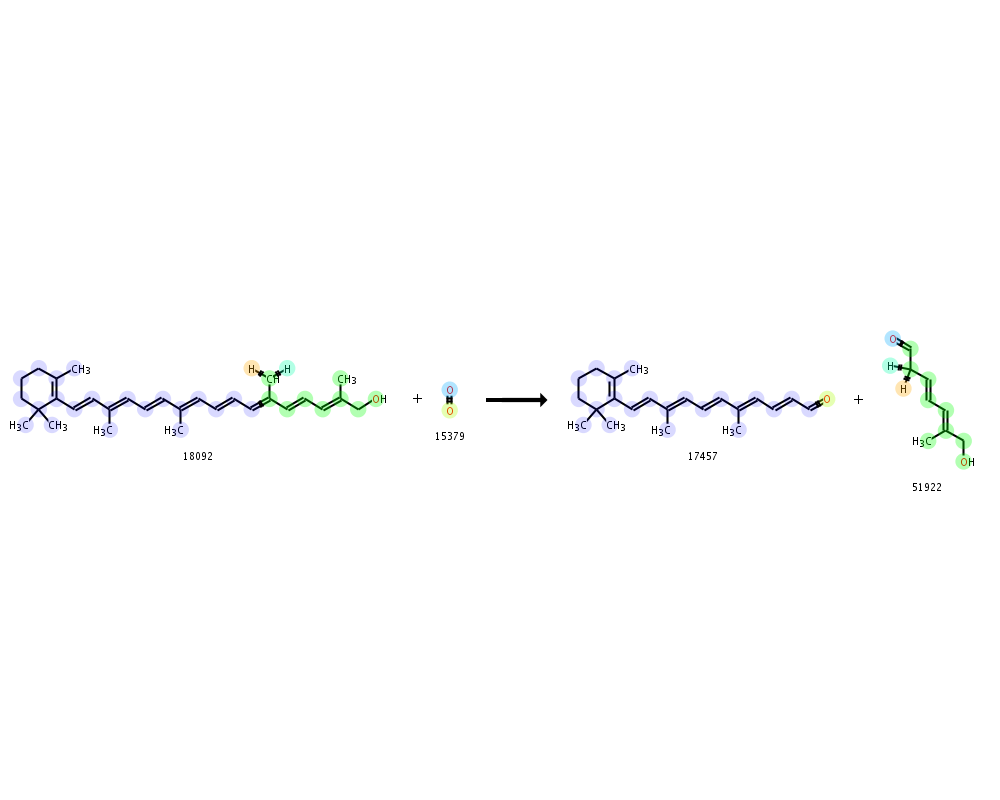 H CH H CH3
CH3 OH
H3C CH3 H3C H3C
18092
+
O
O
15379
CH3
O
H3C CH3 H3C H3C
17457
+
O
H
H
H3C
OH
51922